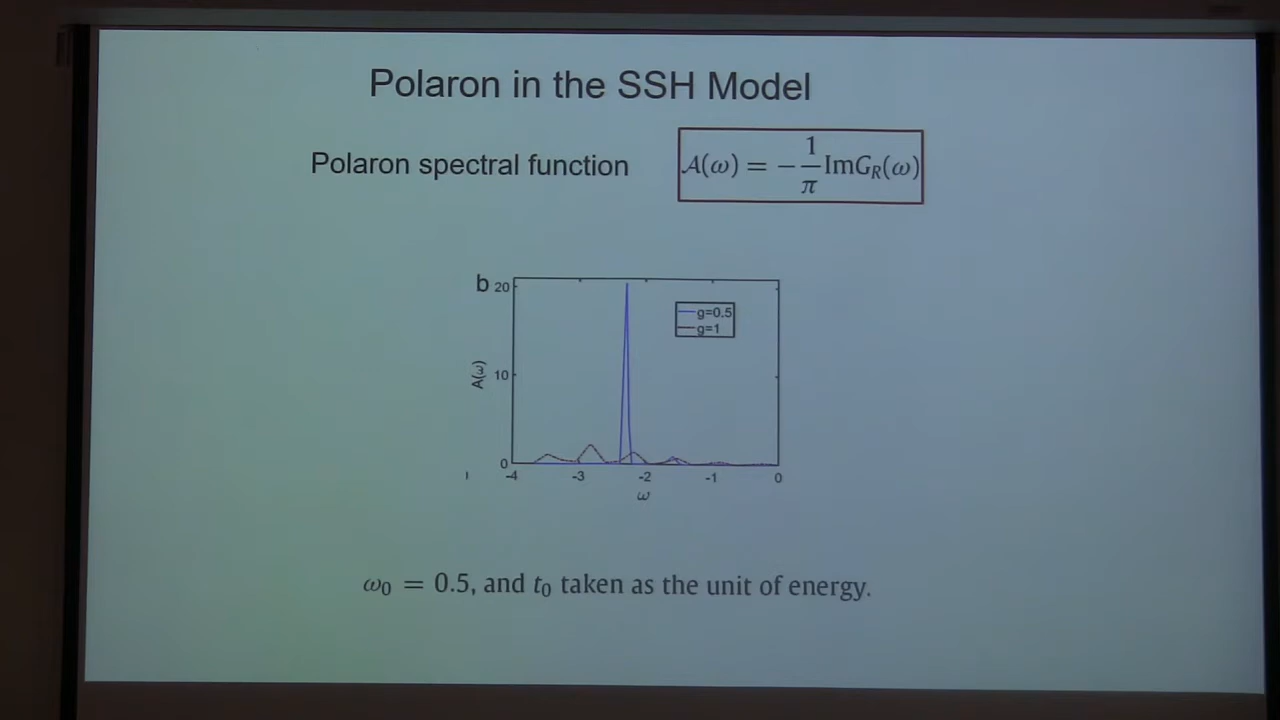 Polaron in the SSH Model
Polaron spectral function
A(ω) = −1/π ImG_R(ω)
b
20
10
0
A(ω)
g=0.5
g=1
-4 -3 -2 -1 0
ω
ω₀ = 0.5, and t₀ taken as the unit of energy.